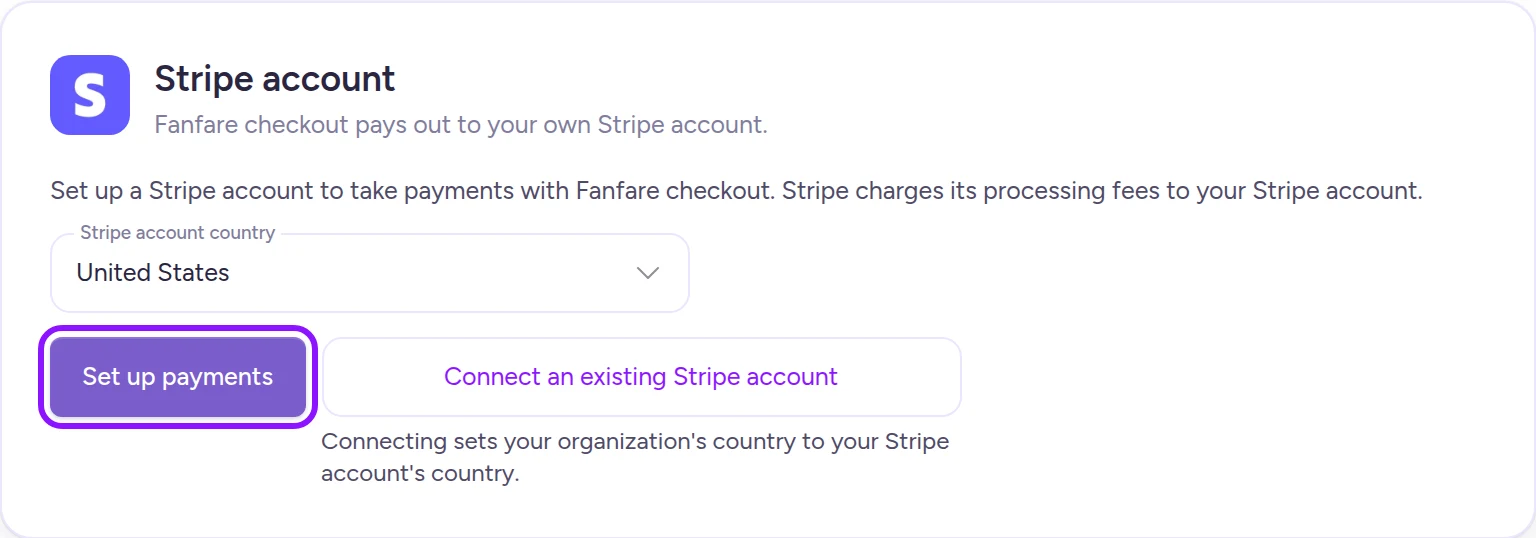 S
Stripe account
Fanfare checkout pays out to your own Stripe account.
Set up a Stripe account to take payments with Fanfare checkout. Stripe charges its processing fees to your Stripe account.
Stripe account country
United States
Set up payments
Connect an existing Stripe account
Connecting sets your organization's country to your Stripe
account's country.